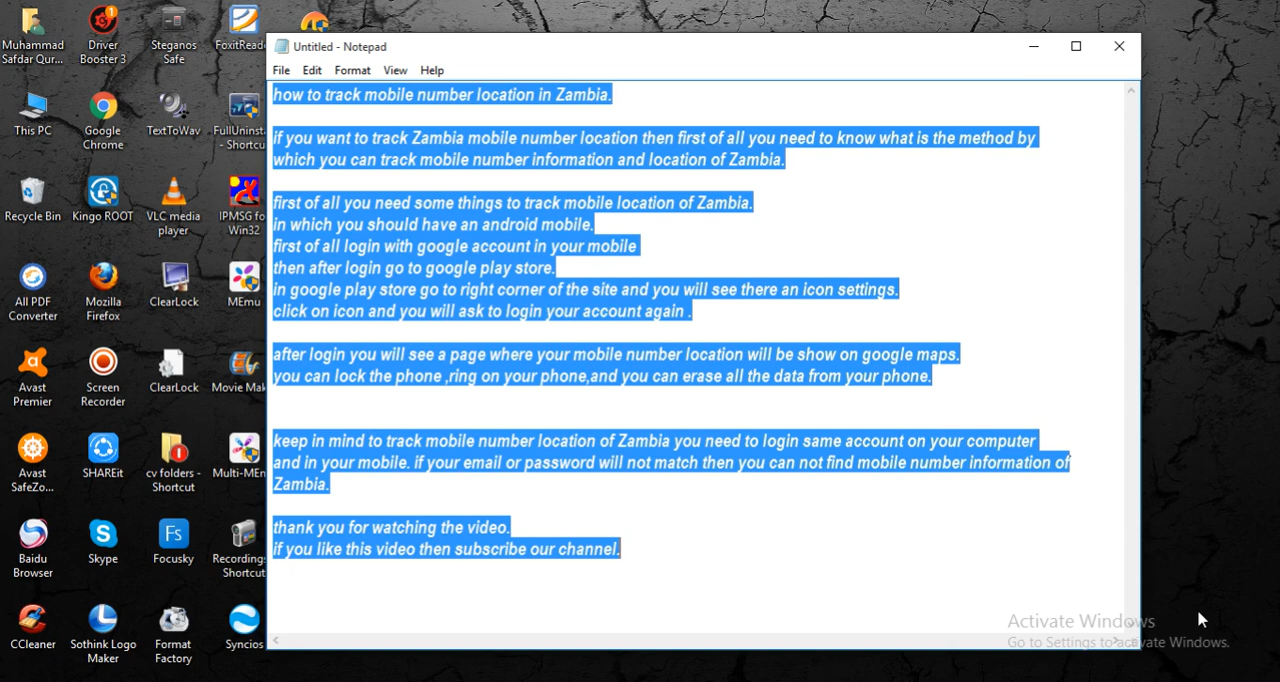 Muhammad Safdar Qur...
Driver Booster 3
Steganos Safe
FoxitReade
This PC
Google Chrome
TextToWav
FullUninst... - Shortcu
Recycle Bin
Kingo ROOT
VLC media player
IPMSG fo Win32
All PDF Converter
Mozilla Firefox
ClearLock
MEmu
Avast Premier
Screen Recorder
ClearLock
Movie Mak
Avast SafeZo...
SHAREit
cv folders - Shortcut
Multi-MEm
Baidu Browser
Skype
Fs
Focusky
Recordings Shortcut
CCleaner
Sothink Logo Maker
Format Factory
Syncios
Untitled - Notepad
File Edit Format View Help
how to track mobile number location in Zambia.
if you want to track Zambia mobile number location then first of all you need to know what is the method by
which you can track mobile number information and location of Zambia.
first of all you need some things to track mobile location of Zambia.
in which you should have an android mobile.
first of all login with google account in your mobile
then after login go to google play store.
in google play store go to right corner of the site and you will see there an icon settings.
click on icon and you will ask to login your account again .
after login you will see a page where your mobile number location will be show on google maps.
you can lock the phone ,ring on your phone,and you can erase all the data from your phone.
keep in mind to track mobile number location of Zambia you need to login same account on your computer
and in your mobile. if your email or password will not match then you can not find mobile number information of
Zambia.
thank you for watching the video.
if you like this video then subscribe our channel.
Activate Windows
Go to Settings to activate Windows.